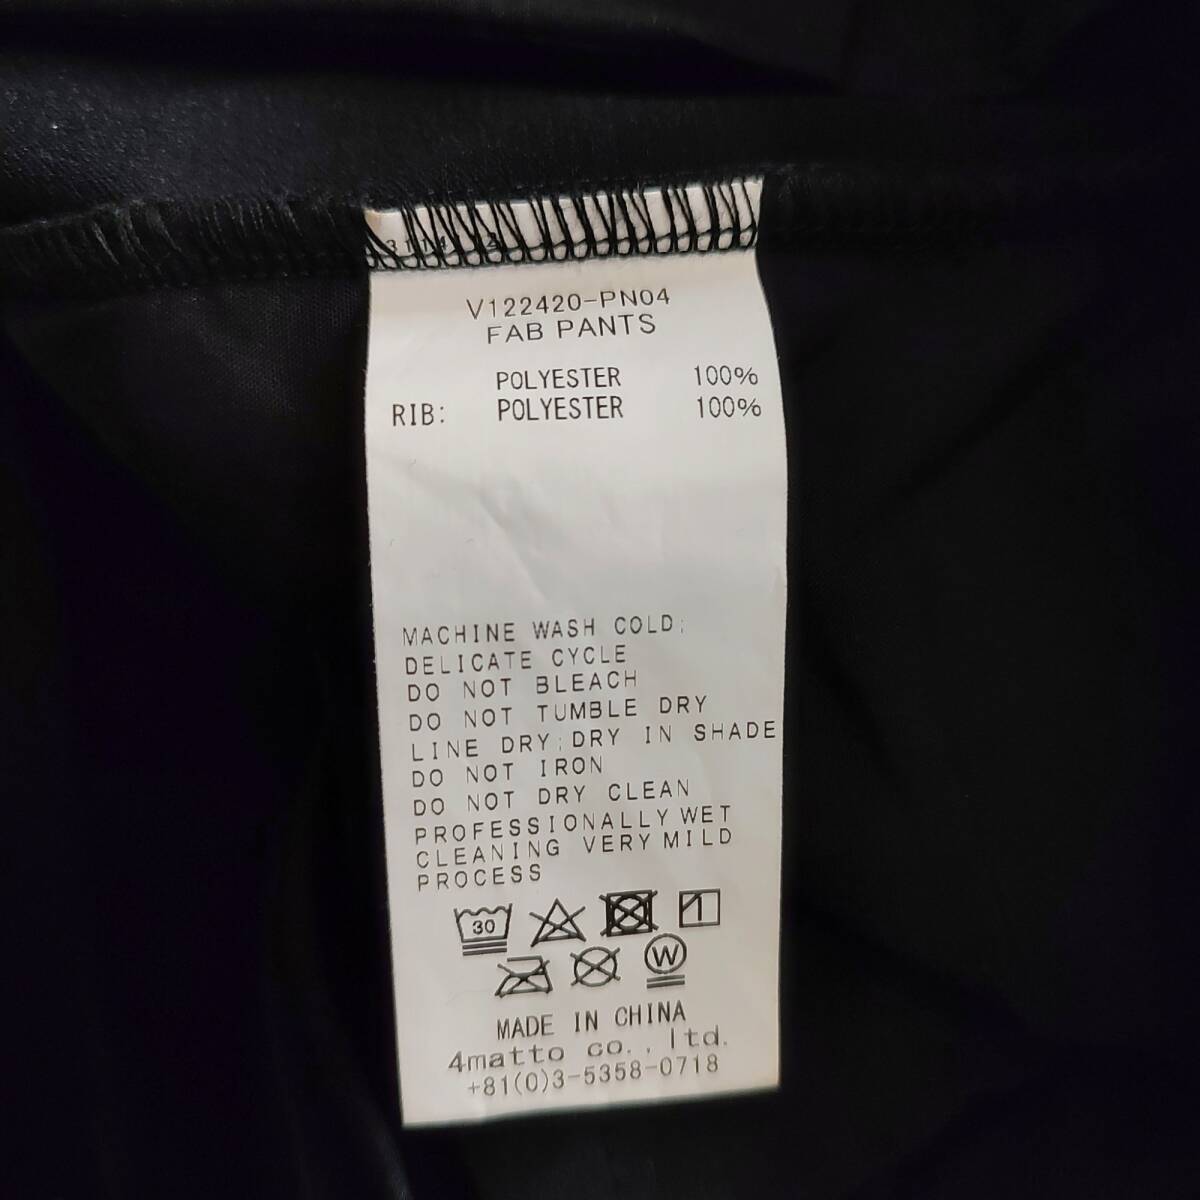 V122420-PN04
FAB PANTS
POLYESTER 100%
RIB: POLYESTER 100%
MACHINE WASH COLD;
DELICATE CYCLE
DO NOT BLEACH
DO NOT TUMBLE DRY
LINE DRY;DRY IN SHADE
DO NOT IRON
DO NOT DRY CLEAN
PROFESSIONALLY WET
CLEANING VERY MILD
PROCESS
30
W
MADE IN CHINA
4matto co., ltd.
+81(0)3-5358-0718